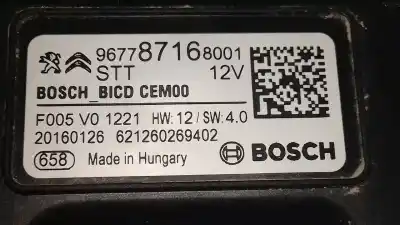 96778716 8001
STT 12V
BOSCH_BICD CEM00
F005 V0 1221 HW: 12 / SW: 4.0
20160126 621260269402
658 Made in Hungary BOSCH